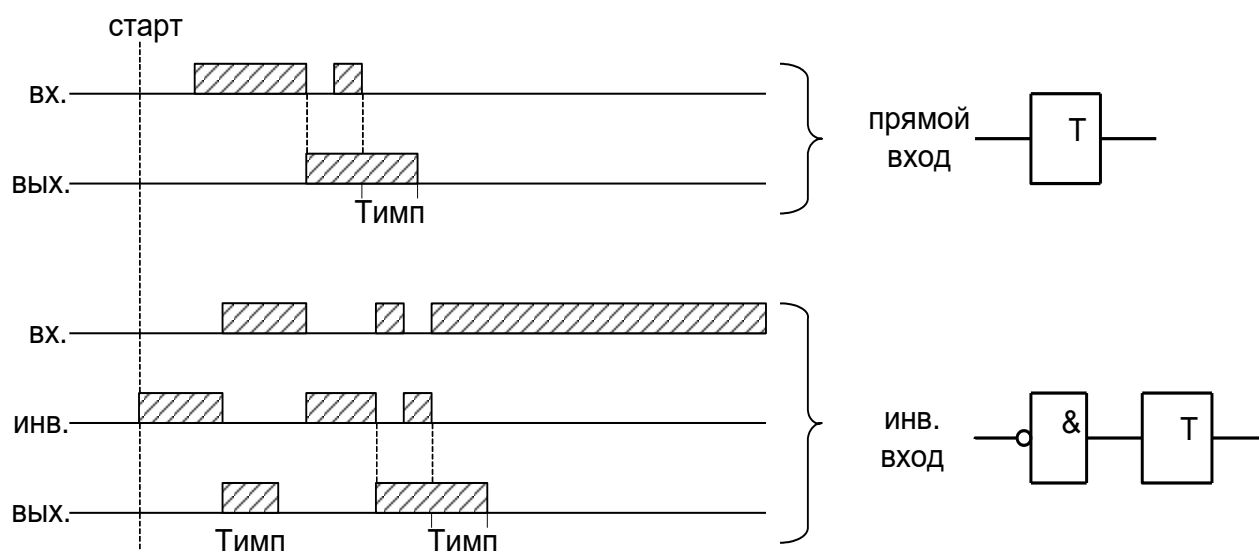 старт
вх.
вых.
Тимп
прямой
вход
T
вх.
инв.
вых.
Тимп
Тимп
инв.
вход
&
T